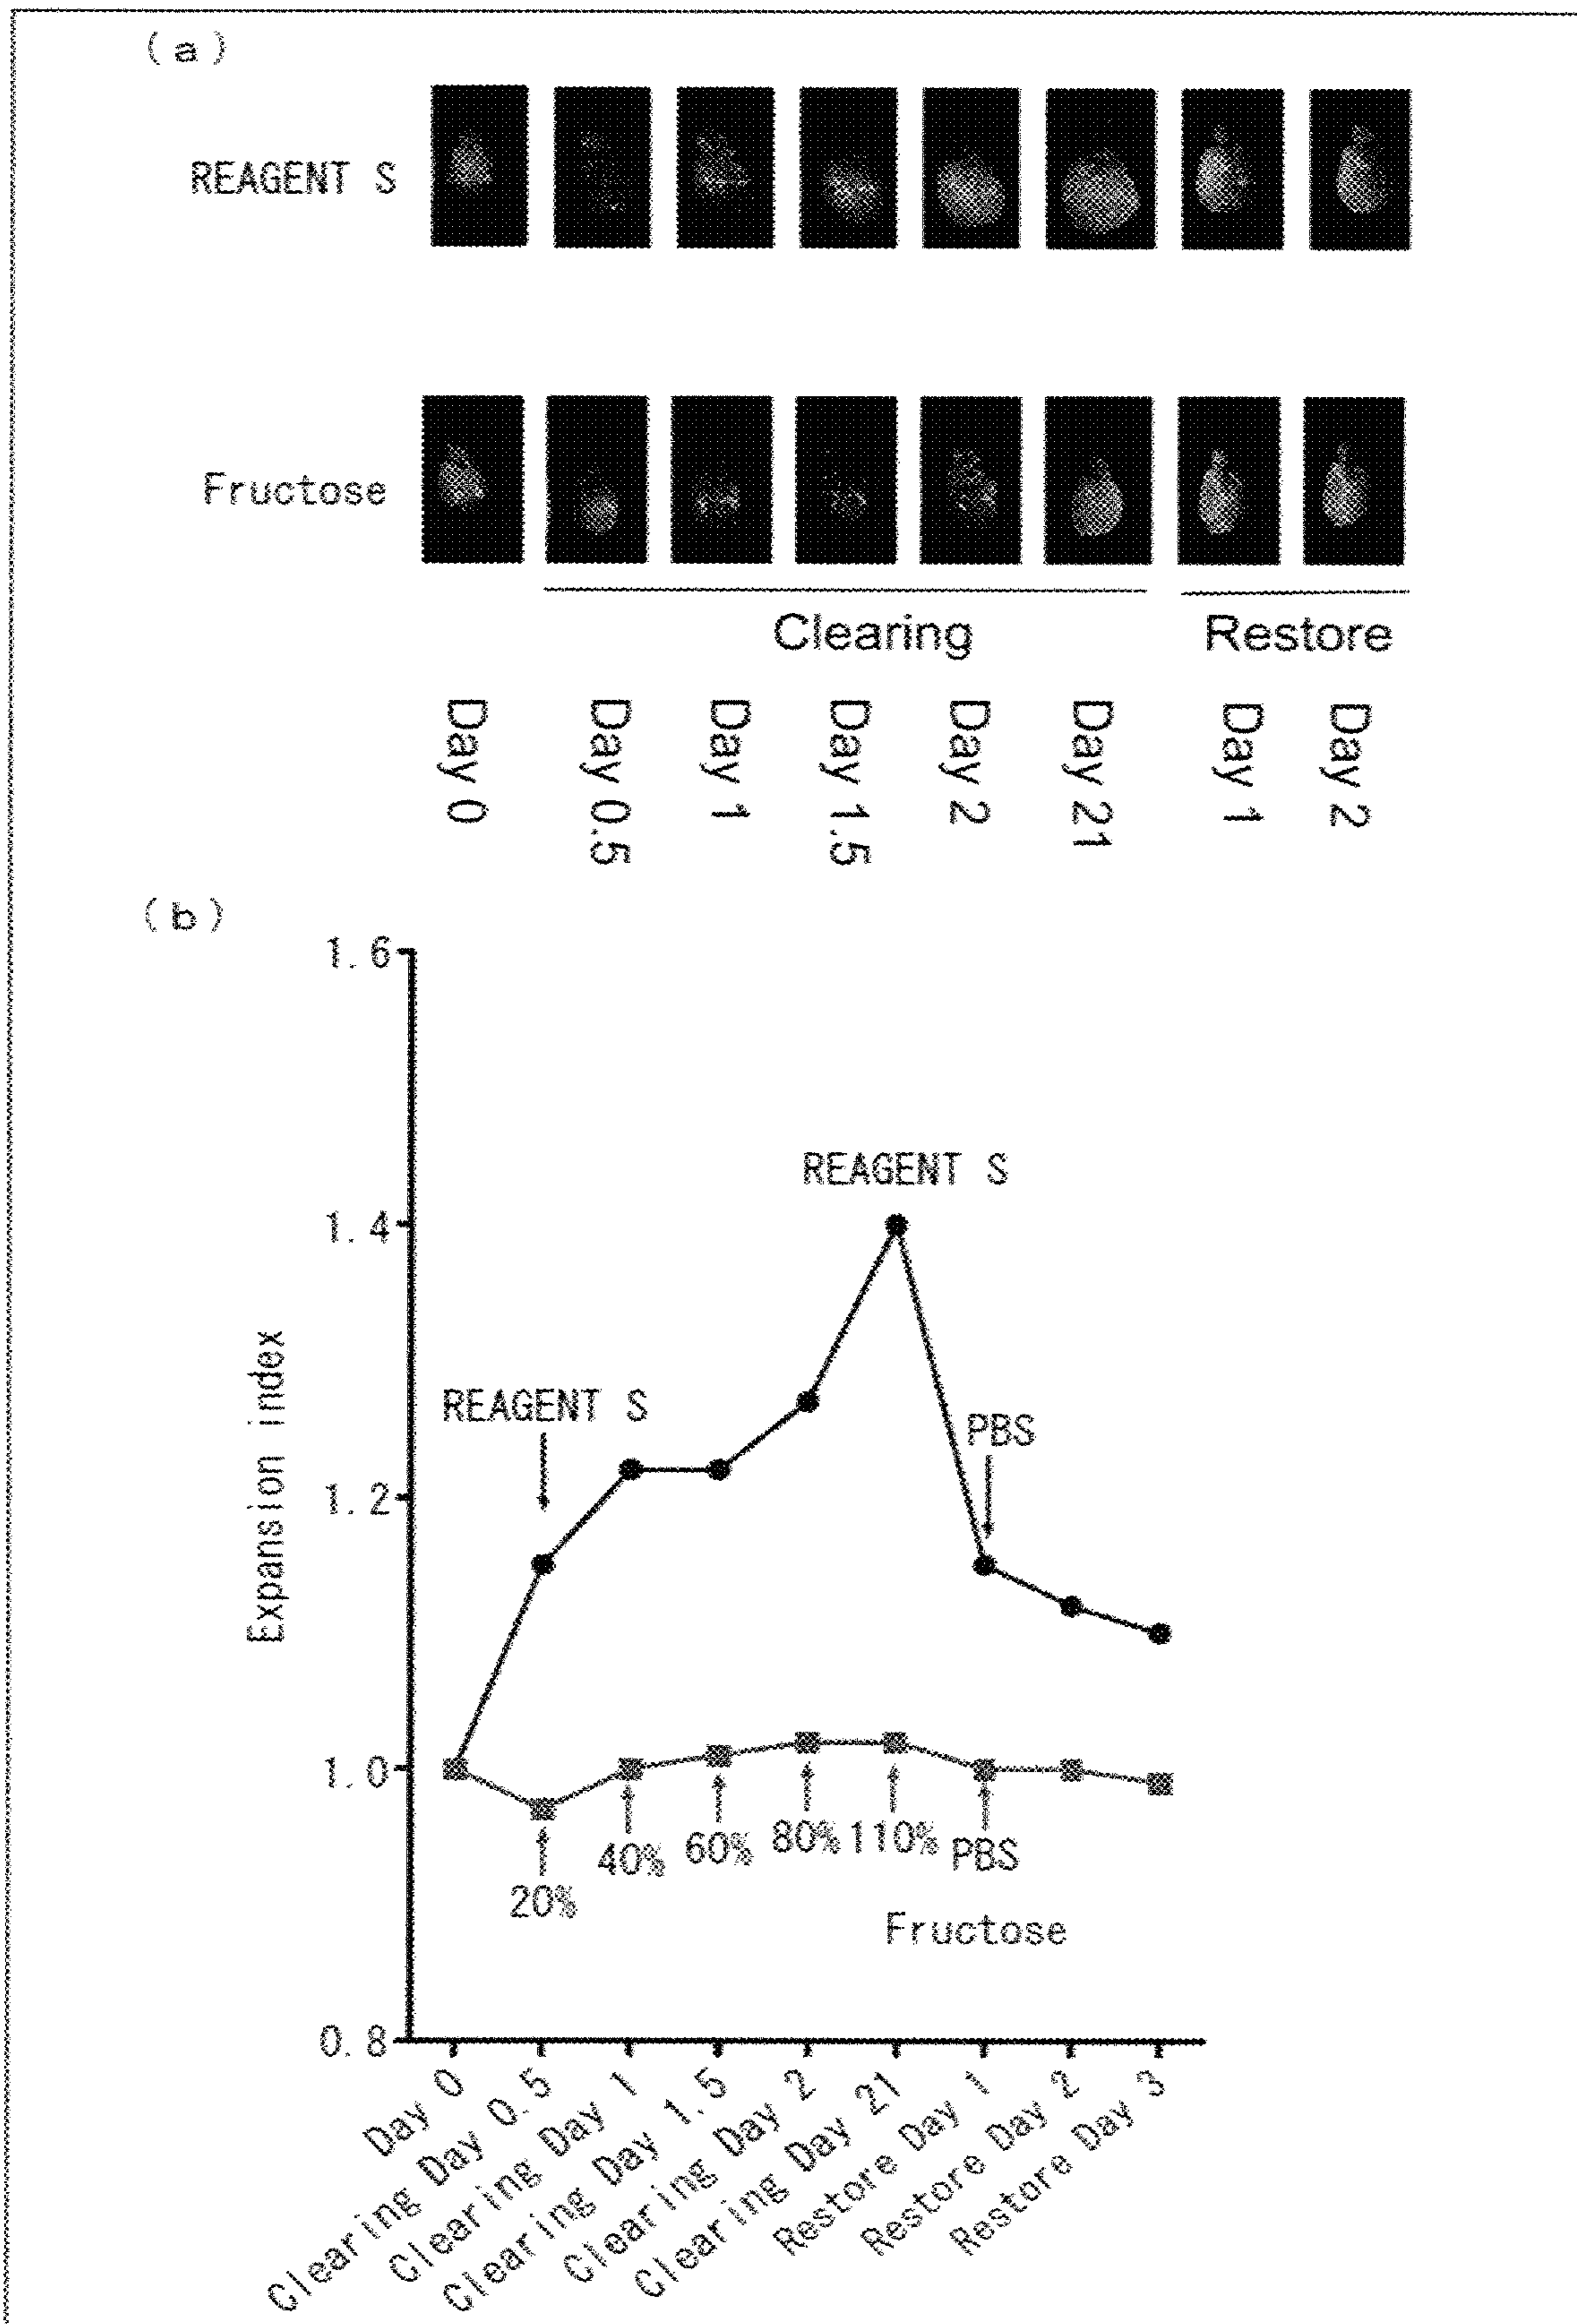 (a)
REAGENT S
Fructose
Clearing
Restore
Day 0
Day 0.5
Day 1
Day 1.5
Day 2
Day 21
Day 1
Day 2
(b)
1.6
1.4
1.2
1.0
0.8
Expansion index
REAGENT S
REAGENT S
PBS
20%
40%
60%
80%
110%
PBS
Fructose
Day 0
Clearing Day 0.5
Clearing Day 1
Clearing Day 1.5
Clearing Day 2
Clearing Day 21
Restore Day 1
Restore Day 2
Restore Day 3